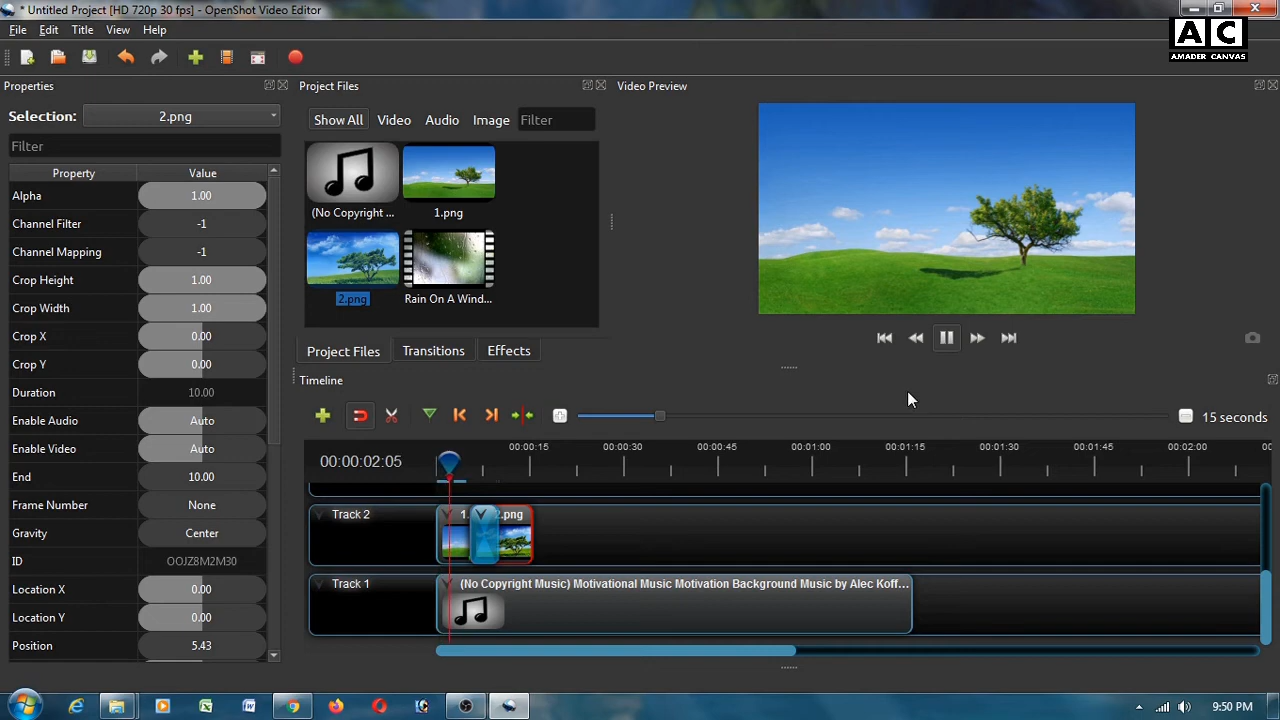 * Untitled Project [HD 720p 30 fps] - OpenShot Video Editor
File Edit Title View Help
AC
AMADER CANVAS
Properties
Selection: 2.png
Filter
Property Value
Alpha 1.00
Channel Filter -1
Channel Mapping -1
Crop Height 1.00
Crop Width 1.00
Crop X 0.00
Crop Y 0.00
Duration 10.00
Enable Audio Auto
Enable Video Auto
End 10.00
Frame Number None
Gravity Center
ID OOJZ8M2M30
Location X 0.00
Location Y 0.00
Position 5.43
Project Files
Show All Video Audio Image Filter
(No Copyright ... 1.png
2.png Rain On A Wind...
Project Files Transitions Effects
Video Preview
Timeline
15 seconds
00:00:02:05
00:00:15 00:00:30 00:00:45 00:01:00 00:01:15 00:01:30 00:01:45 00:02:00
Track 2 1. 2.png
Track 1 (No Copyright Music) Motivational Music Motivation Background Music by Alec Koff...
9:50 PM